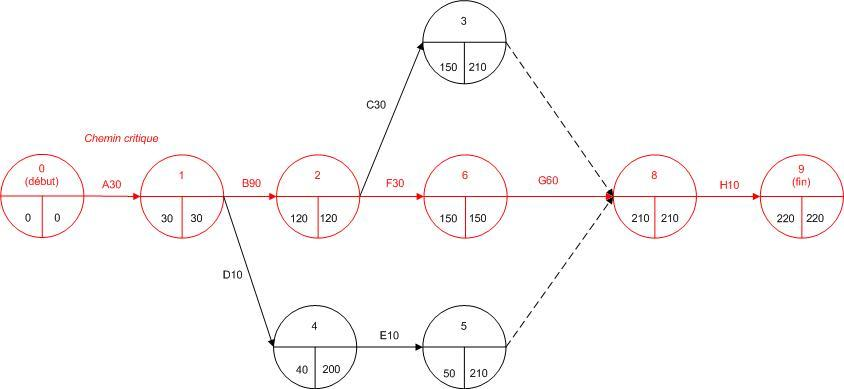 3
150 210
C30
Chemin critique
0
(début)
0 0
A30
1
30 30
B90
2
120 120
F30
6
150 150
G60
8
210 210
H10
9
(fin)
220 220
D10
4
40 200
E10
5
50 210